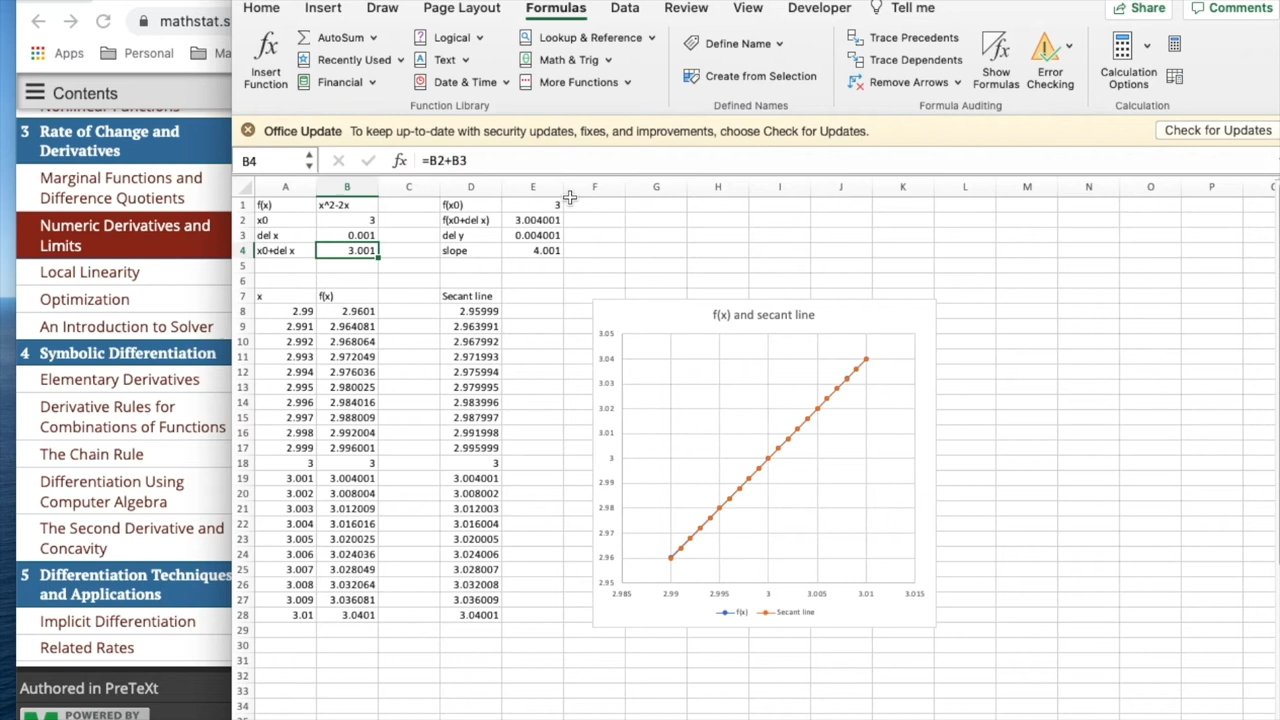 mathstat.s
Apps Personal Ma
Contents
Nonlinear Functions
3 Rate of Change and
Derivatives
Marginal Functions and
Difference Quotients
Numeric Derivatives and
Limits
Local Linearity
Optimization
An Introduction to Solver
4 Symbolic Differentiation
Elementary Derivatives
Derivative Rules for
Combinations of Functions
The Chain Rule
Differentiation Using
Computer Algebra
The Second Derivative and
Concavity
5 Differentiation Techniques
and Applications
Implicit Differentiation
Related Rates
Authored in PreTeXt
POWERED BY
Home Insert Draw Page Layout Formulas Data Review View Developer Tell me Share Comments
Insert
Function
AutoSum Logical Lookup & Reference
Recently Used Text Math & Trig
Financial Date & Time More Functions
Function Library
Define Name
Create from Selection
Defined Names
Trace Precedents
Trace Dependents
Remove Arrows
Show
Formulas
Error
Checking
Formula Auditing
Calculation
Options
Calculation
Office Update To keep up-to-date with security updates, fixes, and improvements, choose Check for Updates. Check for Updates
B4 fx =B2+B3
A B C D E F G H I J K L M N O P
1 f(x) x^2-2x f(x0) 3
2 x0 3 f(x0+del x) 3.004001
3 del x 0.001 del y 0.004001
4 x0+del x 3.001 slope 4.001
5
6
7 x f(x) Secant line
8 2.99 2.9601 2.95999
9 2.991 2.964081 2.963991
10 2.992 2.968064 2.967992
11 2.993 2.972049 2.971993
12 2.994 2.976036 2.975994
13 2.995 2.980025 2.979995
14 2.996 2.984016 2.983996
15 2.997 2.988009 2.987997
16 2.998 2.992004 2.991998
17 2.999 2.996001 2.995999
18 3 3 3
19 3.001 3.004001 3.004001
20 3.002 3.008004 3.008002
21 3.003 3.012009 3.012003
22 3.004 3.016016 3.016004
23 3.005 3.020025 3.020005
24 3.006 3.024036 3.024006
25 3.007 3.028049 3.028007
26 3.008 3.032064 3.032008
27 3.009 3.036081 3.036009
28 3.01 3.0401 3.04001
29
30
31
32
33
34
f(x) and secant line
3.05
3.04
3.03
3.02
3.01
3
2.99
2.98
2.97
2.96
2.95
2.985 2.99 2.995 3 3.005 3.01 3.015
f(x) Secant line